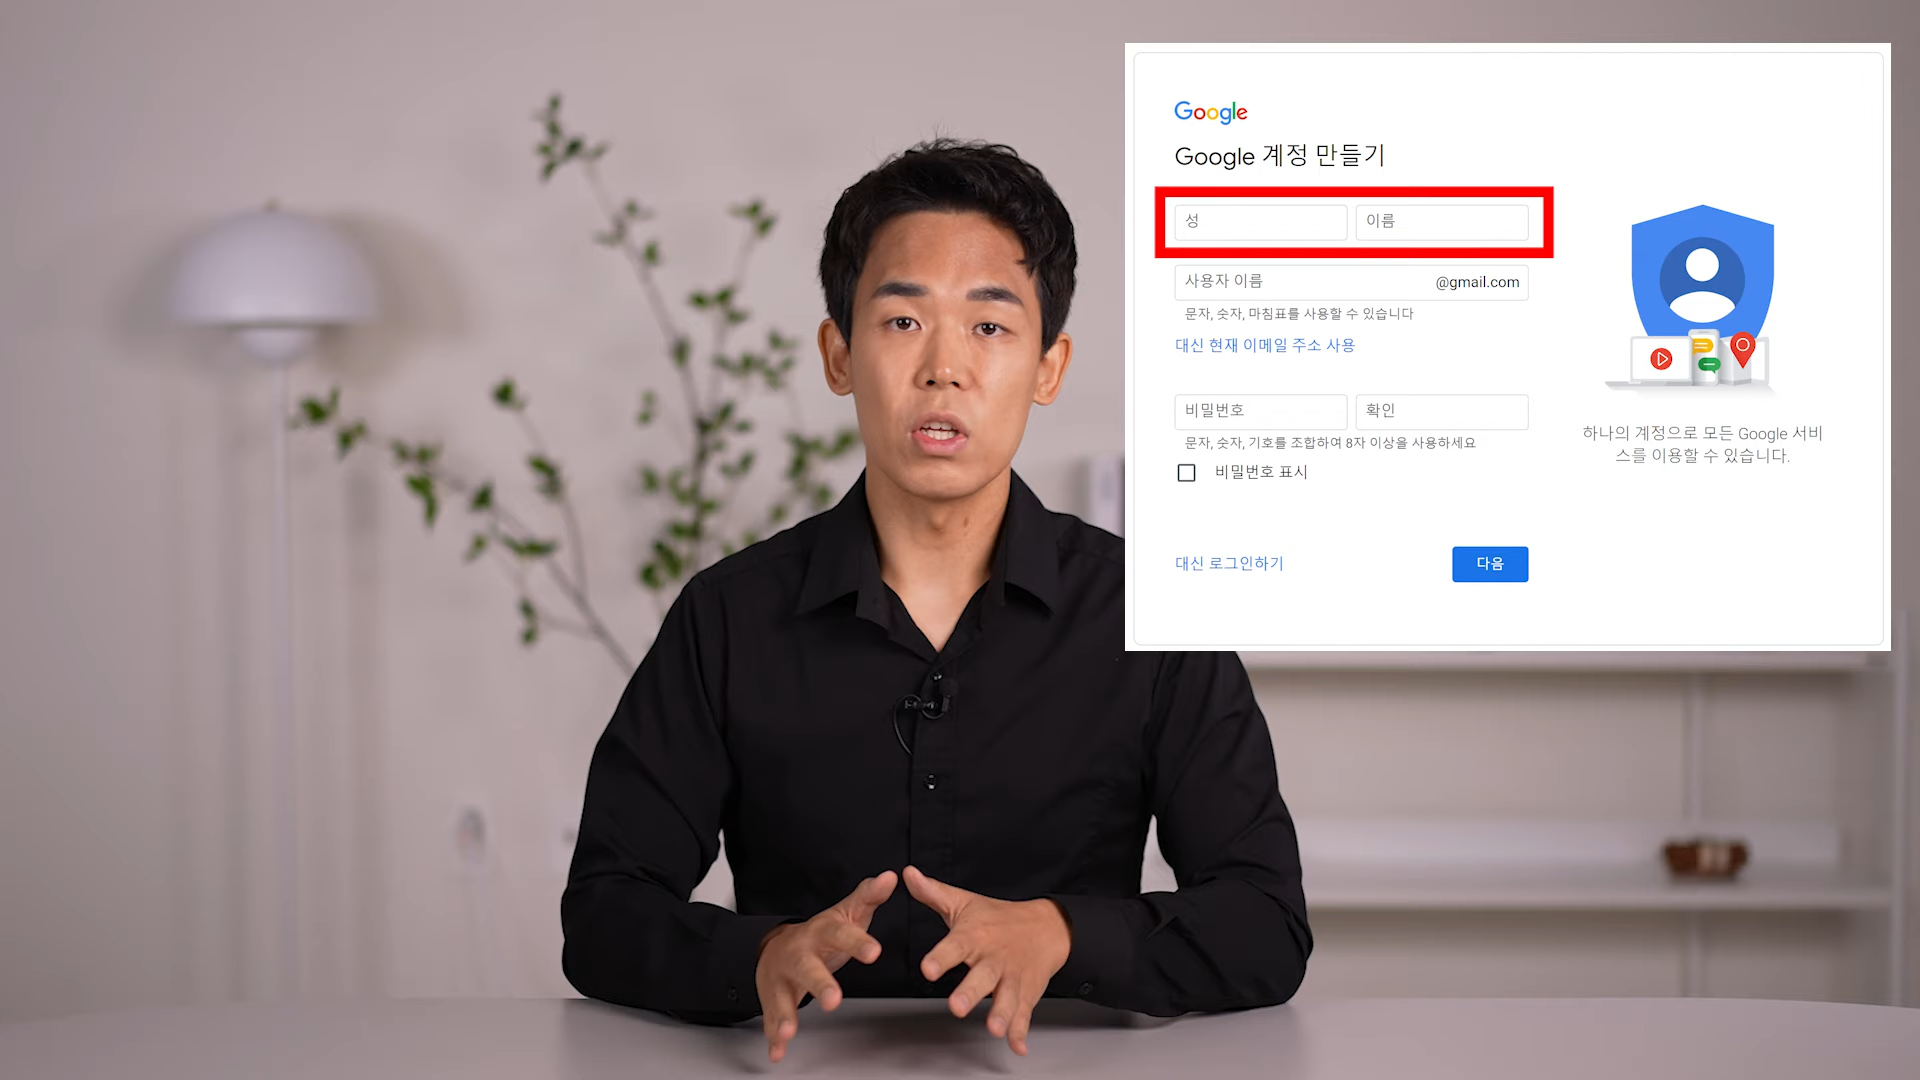 Google
Google 계정 만들기
성 이름
사용자 이름 @gmail.com
문자, 숫자, 마침표를 사용할 수 있습니다
대신 현재 이메일 주소 사용
비밀번호 확인
문자, 숫자, 기호를 조합하여 8자 이상을 사용하세요
비밀번호 표시
대신 로그인하기 다음
하나의 계정으로 모든 Google 서비
스를 이용할 수 있습니다.